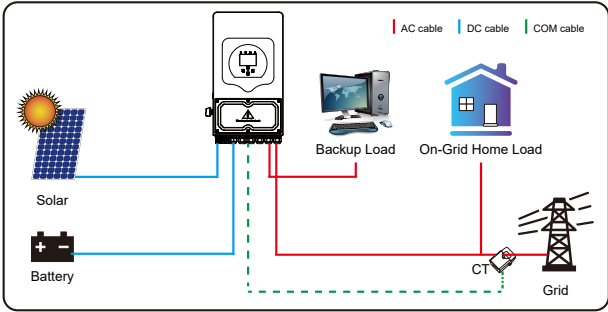 AC cable
DC cable
COM cable
Backup Load
On-Grid Home Load
Solar
Battery
CT
Grid